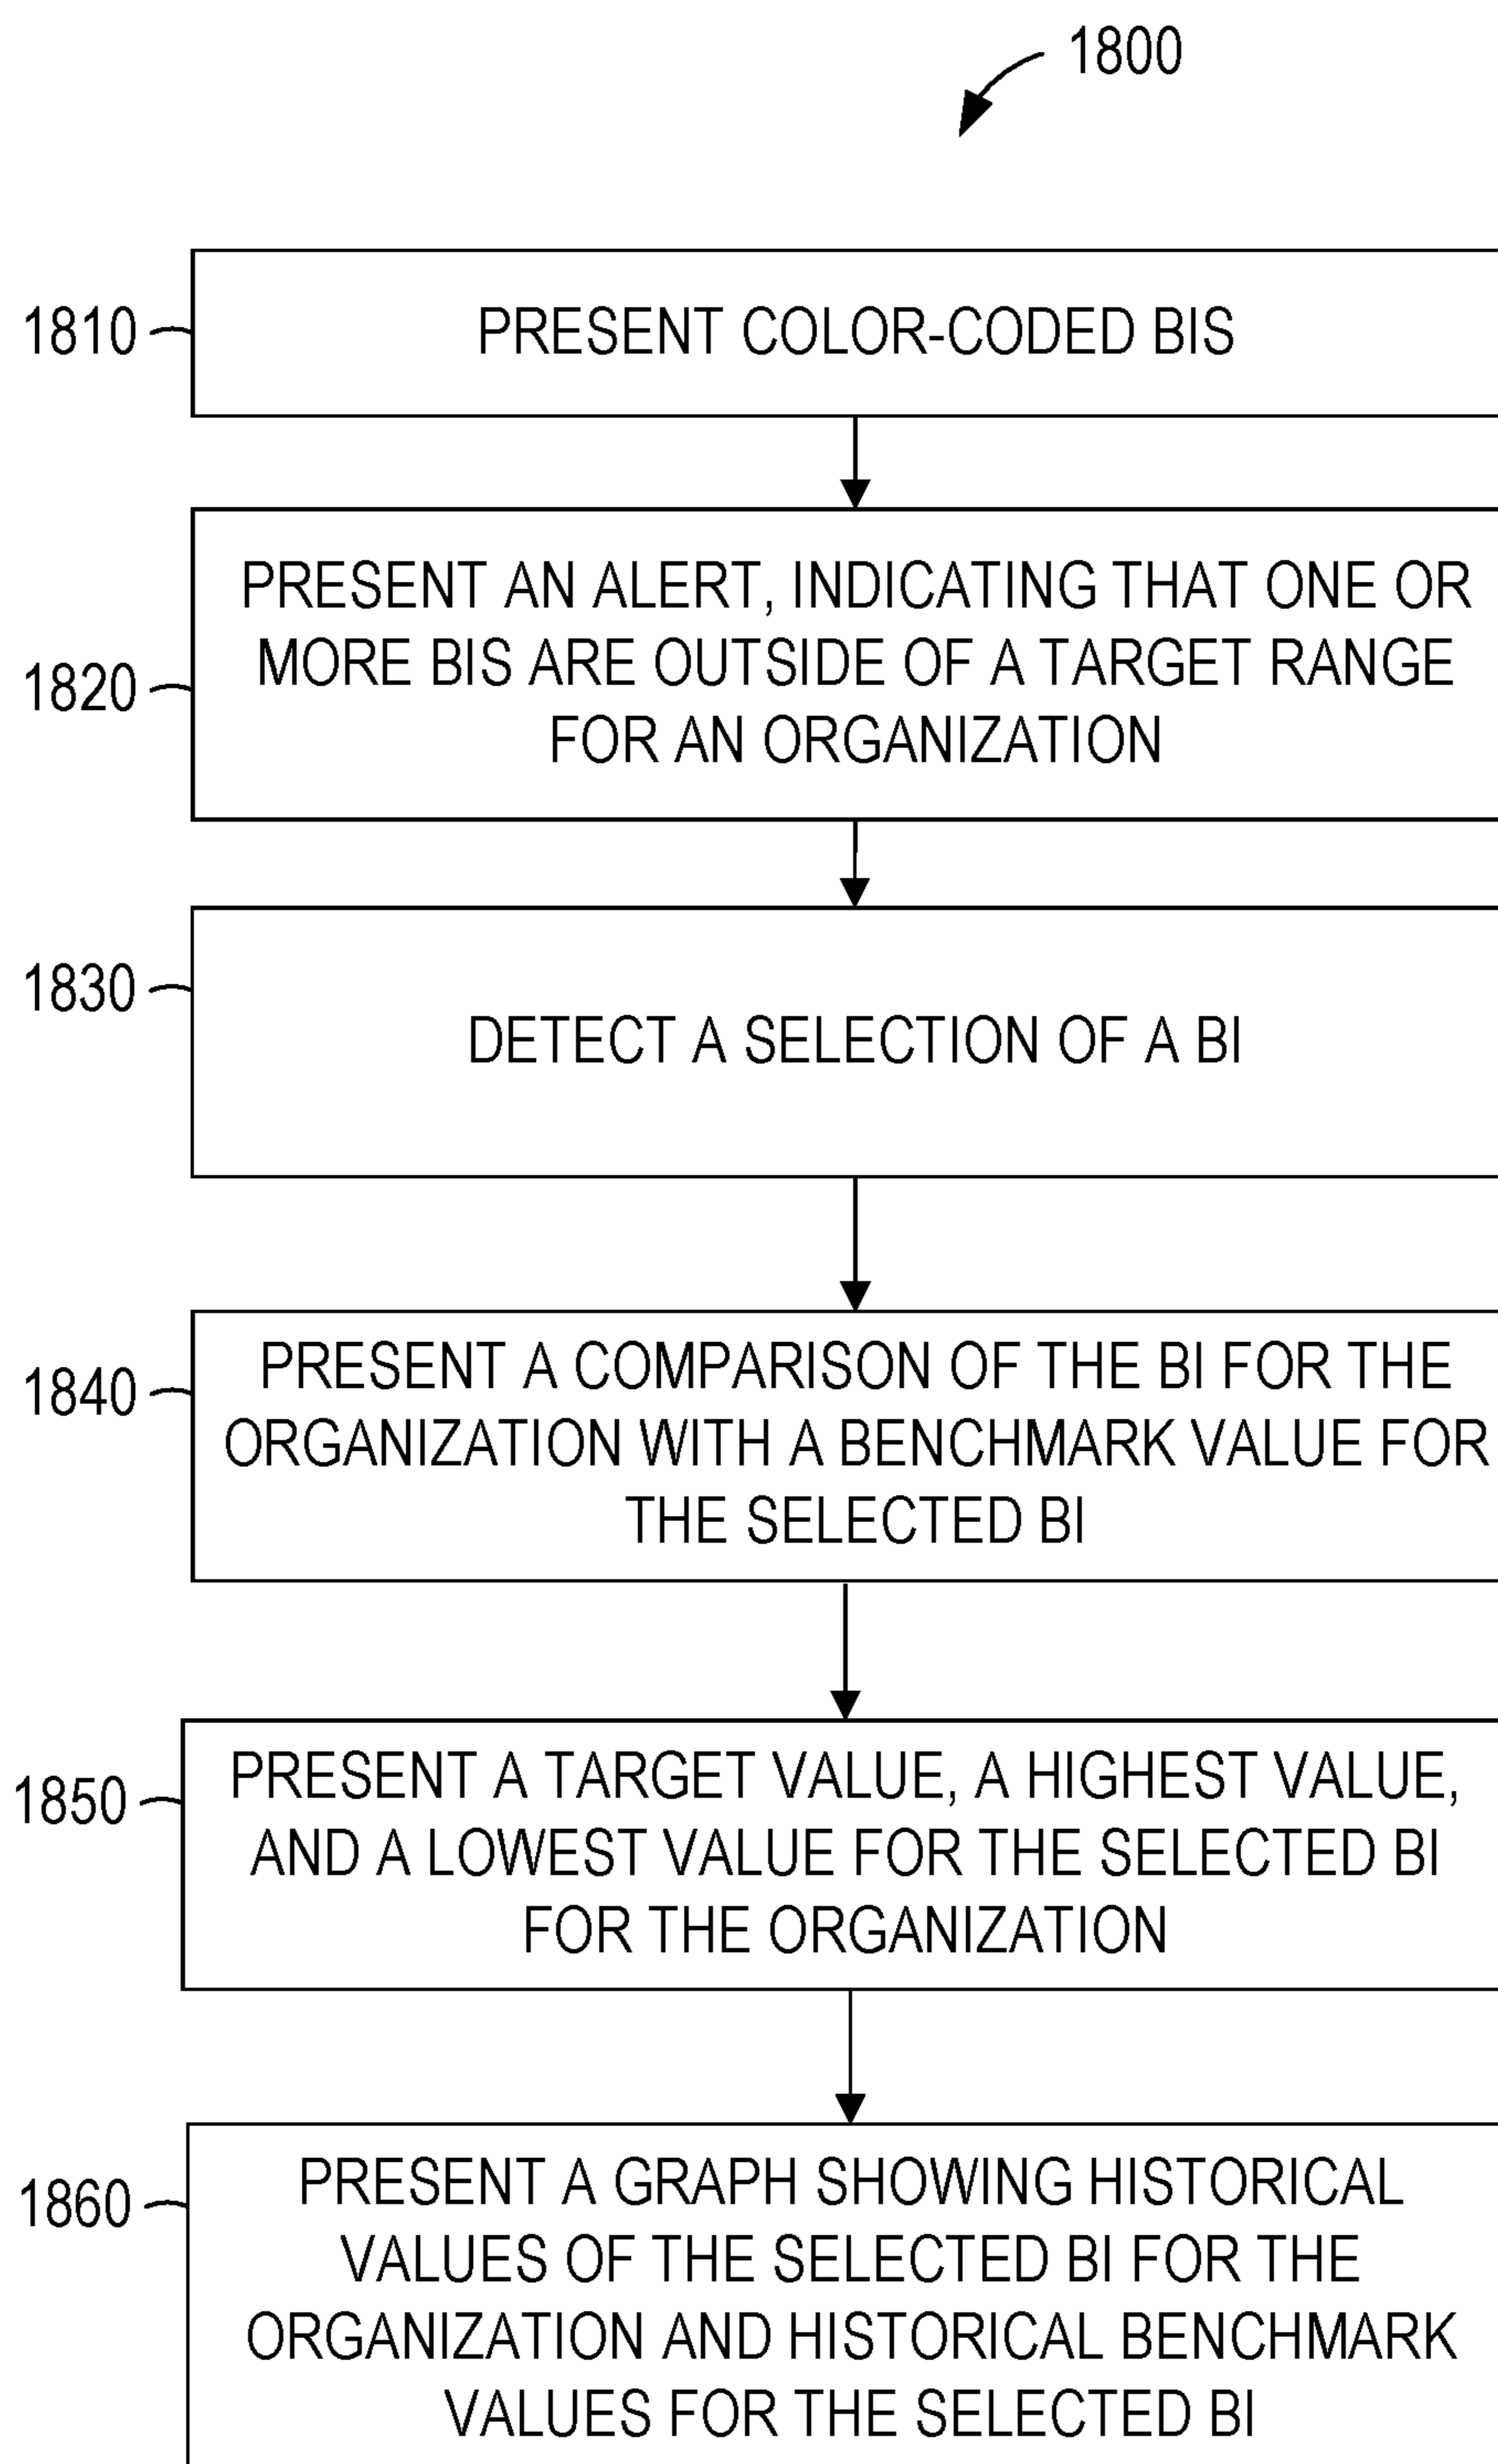 1800
1810
PRESENT COLOR-CODED BIS
1820
PRESENT AN ALERT, INDICATING THAT ONE OR
MORE BIS ARE OUTSIDE OF A TARGET RANGE
FOR AN ORGANIZATION
1830
DETECT A SELECTION OF A BI
1840
PRESENT A COMPARISON OF THE BI FOR THE
ORGANIZATION WITH A BENCHMARK VALUE FOR
THE SELECTED BI
1850
PRESENT A TARGET VALUE, A HIGHEST VALUE,
AND A LOWEST VALUE FOR THE SELECTED BI
FOR THE ORGANIZATION
1860
PRESENT A GRAPH SHOWING HISTORICAL
VALUES OF THE SELECTED BI FOR THE
ORGANIZATION AND HISTORICAL BENCHMARK
VALUES FOR THE SELECTED BI